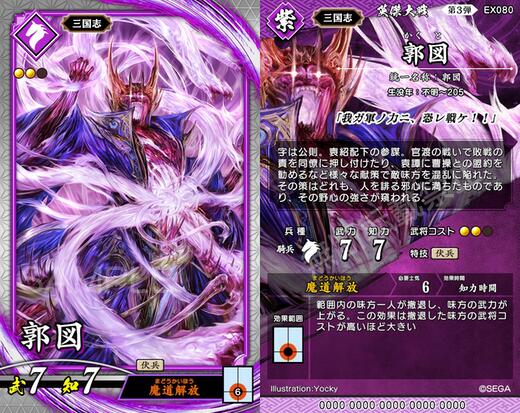 三国志
郭図
伏兵
武7 知7
魔道解放
まどうかいほう
6
紫
三国志
英傑大戦
第3弾
EX080
かく と
郭図
統一名称：郭図
生没年：不明～205
「我ガ軍ノカニ、恐レ戦ケ！！」
字は公則。袁紹配下の参謀。官渡の戦いで敗戦
の責を同僚に押し付けたり、袁譚に曹操との盟約を
勧めるなど様々な献策で敵味方を混乱に陥れた。
その策はどれも、人を誹る邪心に満ちたものであ
り、その野心の強さが窺われる。
兵種 武力 知力 武将コスト
騎兵 7 7
特技 伏兵
まどうかいほう
魔道解放
必要士気
6
効果時間
知力時間
効果範囲
範囲内の味方一人が撤退し、味方の武力が
上がる。この効果は撤退した味方の武将コ
ストが高いほど大きい
Illustration:Yocky
©SEGA
0000 0000 0000 0000 0000